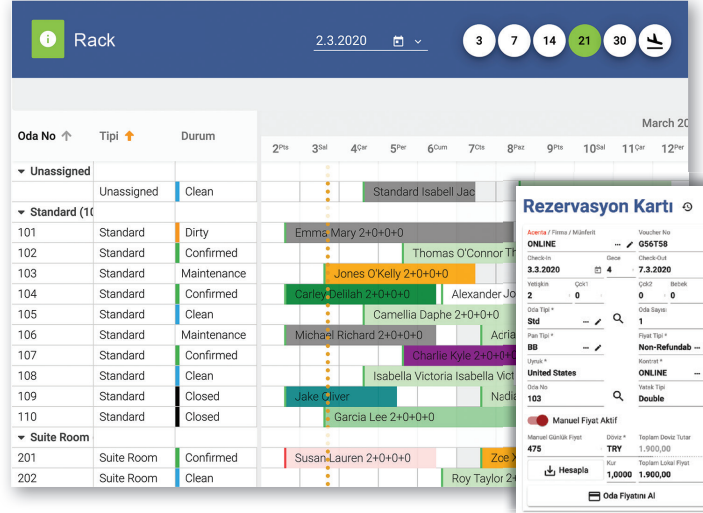 Rack
2.3.2020
3 7 14 21 30
March 20
Oda No Tipi Durum
2Pts 3Sal 4Çar 5Per 6Cum 7Cts 8Paz 9Pts 10Sal 11Çar 12Per
Unassigned
Unassigned Clean Standard Isabell Jac
Standard (10
101 Standard Dirty Emma Mary 2+0+0+0
102 Standard Confirmed Thomas O'Connor Th
103 Standard Maintenance Jones O'Kelly 2+0+0+0
104 Standard Confirmed Carley Delilah 2+0+0+0 Alexander Jo
105 Standard Clean Camellia Daphe 2+0+0+0
106 Standard Maintenance Michael Richard 2+0+0+0 Acria
107 Standard Confirmed Charlie Kyle 2+0+0+0
108 Standard Clean Isabella Victoria Isabella Vict
109 Standard Closed Jake Oliver Nadia
110 Standard Closed Garcia Lee 2+0+0+0
Suite Room
201 Suite Room Confirmed Susan Lauren 2+0+0+0 Zoe
202 Suite Room Clean Roy Taylor 2+
Rezervasyon Kartı
Acenta / Firma / Münferit Voucher No
ONLINE ... G56T58
Check-In Gece Check-Out
3.3.2020 4 7.3.2020
Yetişkin Çok1 Çok2 Bebek
2 0 0 0
Oda Tipi * Oda Sayısı
Std ... 1
Pan Tipi * Fiyat Tipi *
BB ... Non-Refundab ...
Uyruk * Kontrat *
United States ONLINE ...
Oda No Yatak Tipi
103 Double
Manuel Fiyat Aktif
Manuel Günlük Fiyat Döviz * Toplam Döviz Tutar
475 TRY 1.900,00
Hesapla Kur Toplam Lokal Fiyat
1,0000 1.900,00
Oda Fiyatını Al